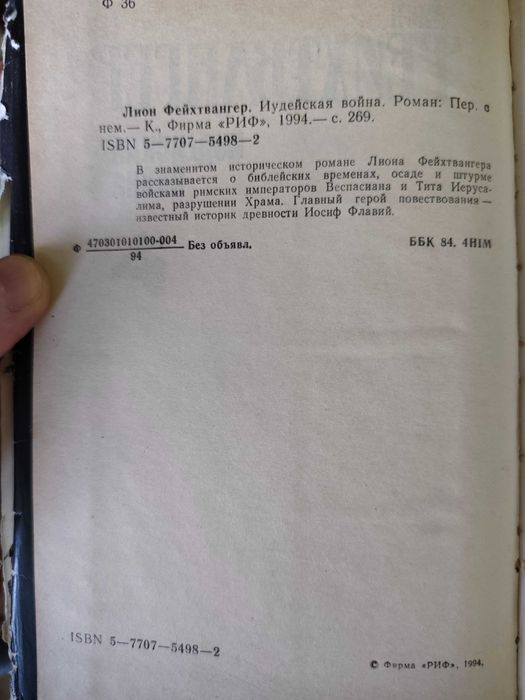 Ф 36
Лион Фейхтвангер. Иудейская война. Роман: Пер. с
нем.— К., Фирма «РИФ», 1994.— с. 269.
ISBN 5—7707—5498—2
В знаменитом историческом романе Лиона Фейхтвангера
рассказывается о библейских временах, осаде и штурме
войсками римских императоров Веспасиана и Тита Иеруса-
лима, разрушении Храма. Главный герой повествования —
известный историк древности Иосиф Флавий.
Ф 470301010100-004 Без объявл. ББК 84. 4Н1М
94
ISBN 5—7707—5498—2
© Фирма «РИФ», 1994.